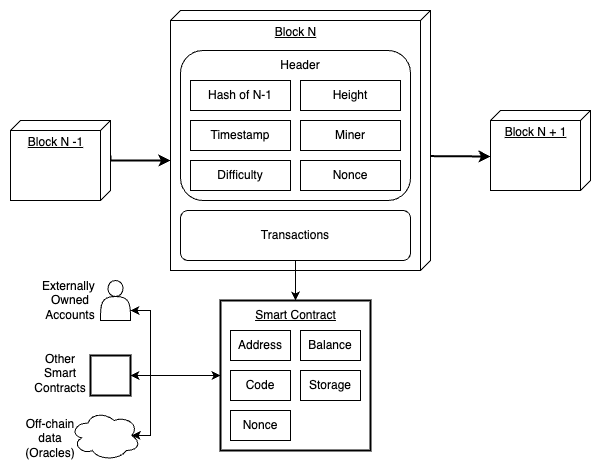 Block N
Header
Hash of N-1
Height
Timestamp
Miner
Difficulty
Nonce
Transactions
Block N -1
Block N + 1
Externally
Owned
Accounts
Other
Smart
Contracts
Off-chain
data
(Oracles)
Smart Contract
Address
Balance
Code
Storage
Nonce